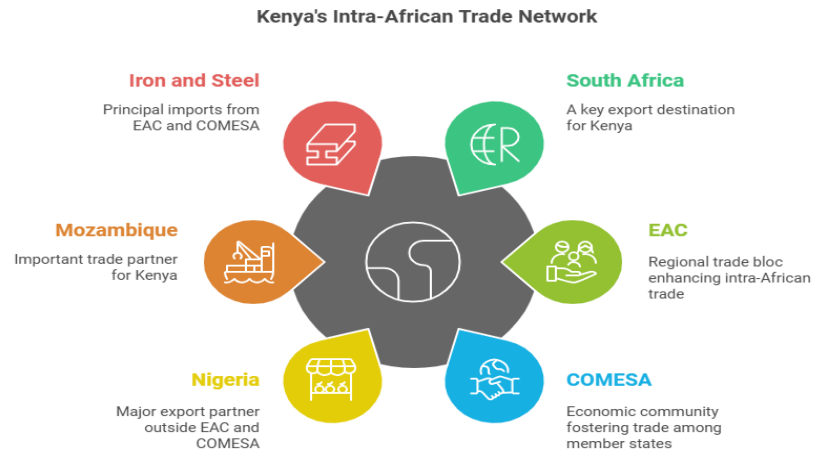 Kenya's Intra-African Trade Network
Iron and Steel
Principal imports from
EAC and COMESA
South Africa
A key export destination
for Kenya
R
Mozambique
Important trade partner
for Kenya
EAC
Regional trade bloc
enhancing intra-African
trade
Nigeria
Major export partner
outside EAC and
COMESA
COMESA
Economic community
fostering trade among
member states